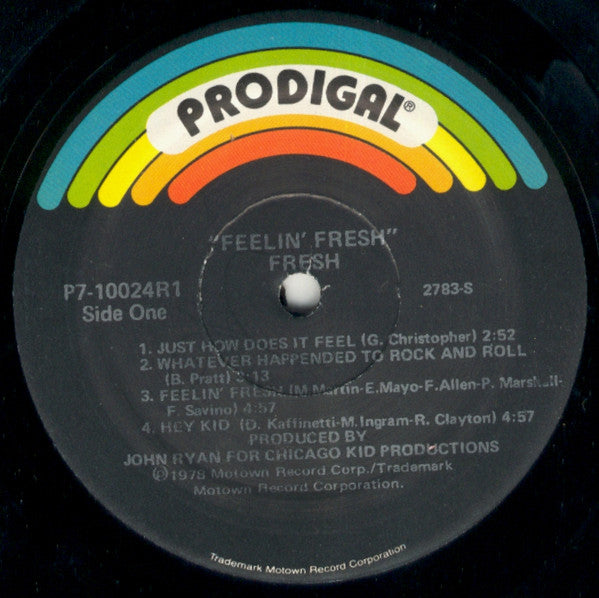 PRODIGAL®
"FEELIN' FRESH"
FRESH
P7-10024R1
2783-S
Side One
1. JUST HOW DOES IT FEEL (G. Christopher) 2:52
2. WHATEVER HAPPENED TO ROCK AND ROLL
(B. Pratt) 3:13
3. FEELIN' FRESH (M Martin-E.Mayo-F.Allen-P. Marshall-
F. Savino) 4:57
4. HEY KID (D. Kaffinetti-M.Ingram-R. Clayton) 4:57
PRODUCED BY
JOHN RYAN FOR CHICAGO KID PRODUCTIONS
℗1978 Motown Record Corp./Trademark
Motown Record Corporation.
Trademark Motown Record Corporation